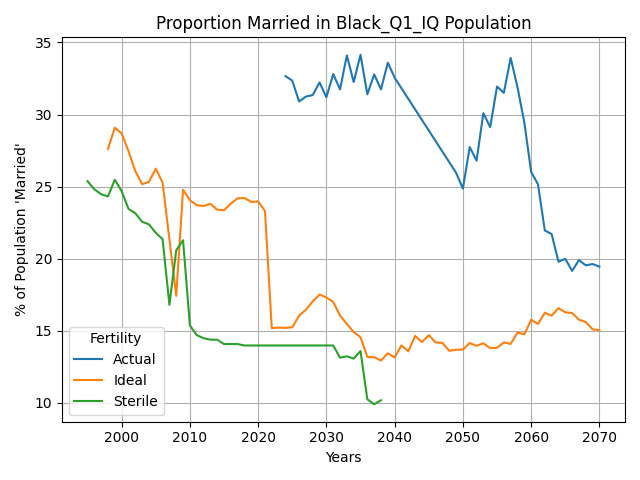 Proportion Married in Black_Q1_IQ Population
% of Population 'Married'
35
30
25
20
15
10
Fertility
Actual
Ideal
Sterile
2000 2010 2020 2030 2040 2050 2060 2070
Years